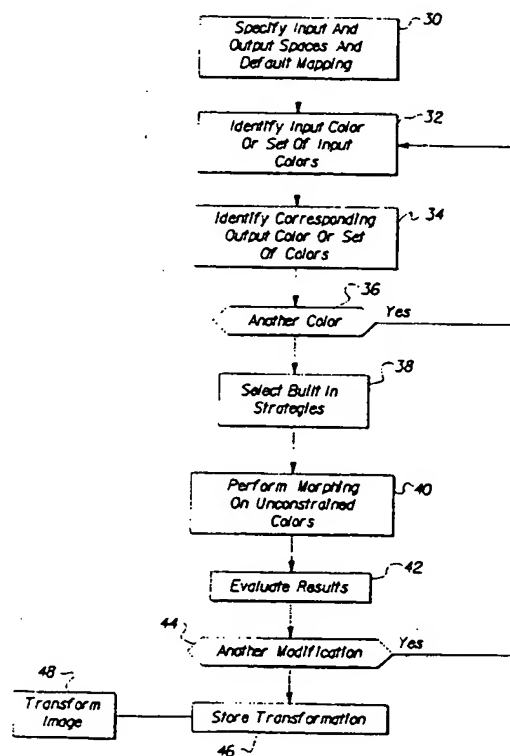 Specify Input And
Output Spaces And
Default Mapping
30
Identify Input Color
Or Set Of Input
Colors
32
Identify Corresponding
Output Color Or Set
Of Colors
34
36
Another Color
Yes
38
Select Built In
Strategies
Perform Morphing
On Unconstrained
Colors
40
42
Evaluate Results
44
Another Modification
Yes
48
Transform
Image
Store Transformation
46